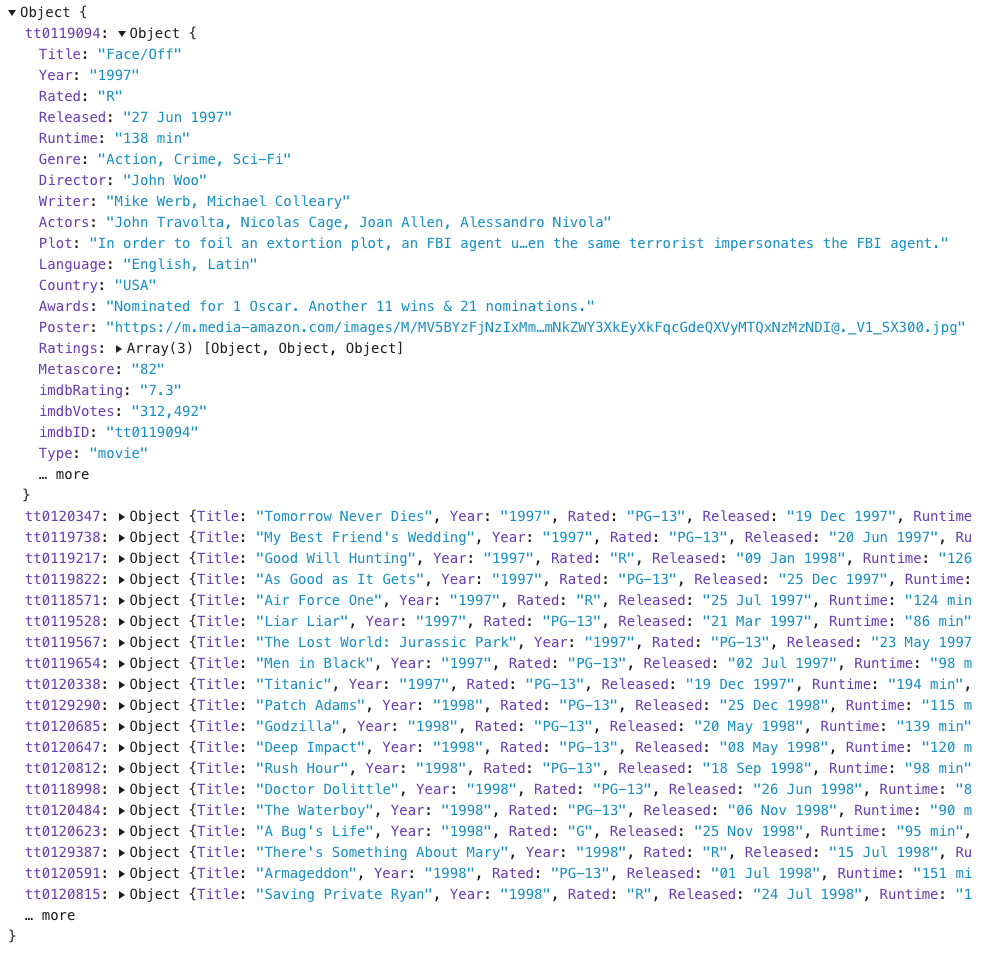 ▼Object {
tt0119094: ▼Object {
Title: "Face/Off"
Year: "1997"
Rated: "R"
Released: "27 Jun 1997"
Runtime: "138 min"
Genre: "Action, Crime, Sci-Fi"
Director: "John Woo"
Writer: "Mike Werb, Michael Colleary"
Actors: "John Travolta, Nicolas Cage, Joan Allen, Alessandro Nivola"
Plot: "In order to foil an extortion plot, an FBI agent u…en the same terrorist impersonates the FBI agent."
Language: "English, Latin"
Country: "USA"
Awards: "Nominated for 1 Oscar. Another 11 wins & 21 nominations."
Poster: "https://m.media-amazon.com/images/M/MV5BYzFjNzIxMm…mNkZWY3XkEyXkFqcGdeQXVyMTQxNzMzNDI@._V1_SX300.jpg"
Ratings: ▶Array(3) [Object, Object, Object]
Metascore: "82"
imdbRating: "7.3"
imdbVotes: "312,492"
imdbID: "tt0119094"
Type: "movie"
… more
}
tt0120347: ▶Object {Title: "Tomorrow Never Dies", Year: "1997", Rated: "PG-13", Released: "19 Dec 1997", Runtime
tt0119738: ▶Object {Title: "My Best Friend's Wedding", Year: "1997", Rated: "PG-13", Released: "20 Jun 1997", Ru
tt0119217: ▶Object {Title: "Good Will Hunting", Year: "1997", Rated: "R", Released: "09 Jan 1998", Runtime: "126
tt0119822: ▶Object {Title: "As Good as It Gets", Year: "1997", Rated: "PG-13", Released: "25 Dec 1997", Runtime:
tt0118571: ▶Object {Title: "Air Force One", Year: "1997", Rated: "R", Released: "25 Jul 1997", Runtime: "124 min
tt0119528: ▶Object {Title: "Liar Liar", Year: "1997", Rated: "PG-13", Released: "21 Mar 1997", Runtime: "86 min"
tt0119567: ▶Object {Title: "The Lost World: Jurassic Park", Year: "1997", Rated: "PG-13", Released: "23 May 1997
tt0119654: ▶Object {Title: "Men in Black", Year: "1997", Rated: "PG-13", Released: "02 Jul 1997", Runtime: "98 m
tt0120338: ▶Object {Title: "Titanic", Year: "1997", Rated: "PG-13", Released: "19 Dec 1997", Runtime: "194 min",
tt0129290: ▶Object {Title: "Patch Adams", Year: "1998", Rated: "PG-13", Released: "25 Dec 1998", Runtime: "115 m
tt0120685: ▶Object {Title: "Godzilla", Year: "1998", Rated: "PG-13", Released: "20 May 1998", Runtime: "139 min"
tt0120647: ▶Object {Title: "Deep Impact", Year: "1998", Rated: "PG-13", Released: "08 May 1998", Runtime: "120 m
tt0120812: ▶Object {Title: "Rush Hour", Year: "1998", Rated: "PG-13", Released: "18 Sep 1998", Runtime: "98 min"
tt0118998: ▶Object {Title: "Doctor Dolittle", Year: "1998", Rated: "PG-13", Released: "26 Jun 1998", Runtime: "8
tt0120484: ▶Object {Title: "The Waterboy", Year: "1998", Rated: "PG-13", Released: "06 Nov 1998", Runtime: "90 m
tt0120623: ▶Object {Title: "A Bug's Life", Year: "1998", Rated: "G", Released: "25 Nov 1998", Runtime: "95 min",
tt0129387: ▶Object {Title: "There's Something About Mary", Year: "1998", Rated: "R", Released: "15 Jul 1998", Ru
tt0120591: ▶Object {Title: "Armageddon", Year: "1998", Rated: "PG-13", Released: "01 Jul 1998", Runtime: "151 mi
tt0120815: ▶Object {Title: "Saving Private Ryan", Year: "1998", Rated: "R", Released: "24 Jul 1998", Runtime: "1
… more
}